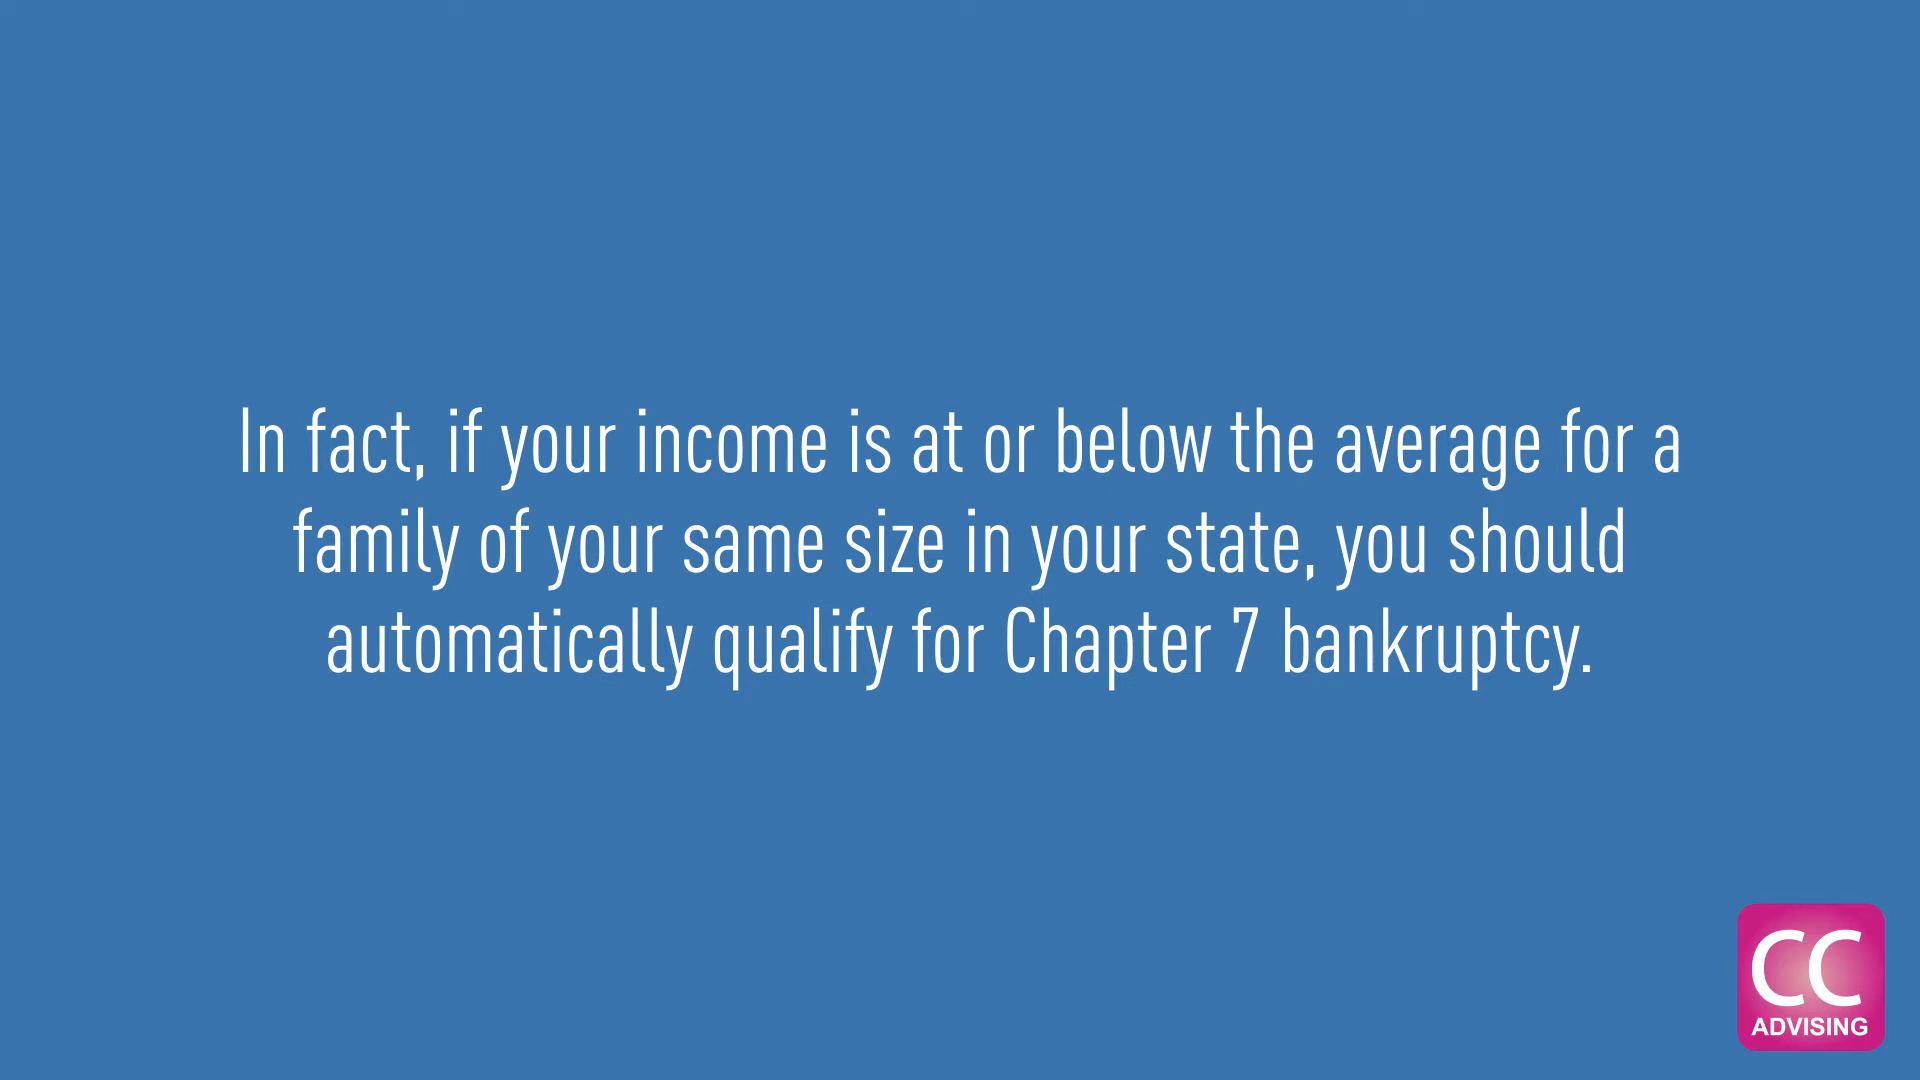 In fact, if your income is at or below the average for a
family of your same size in your state, you should
automatically qualify for Chapter 7 bankruptcy.
CC
ADVISING